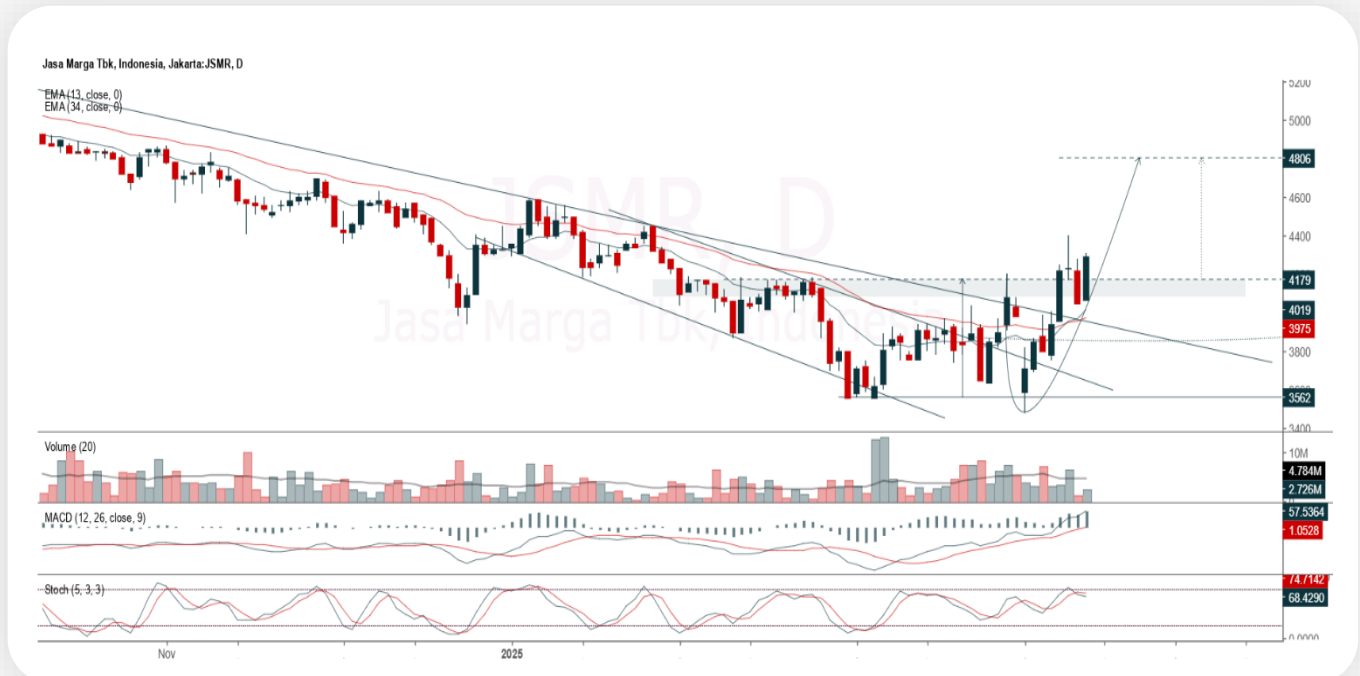 Jasa Marga Tbk, Indonesia, Jakarta:JSMR, D
EMA (13, close, 0)
EMA (34, close, 0)
JSMR, D
Jasa Marga Tbk, Indonesia
5200
5000
4806
4600
4400
4179
4019
3975
3800
3562
3400
Volume (20)
10M
4.784M
2.726M
MACD (12, 26, close, 9)
57.5364
1.0528
Stoch (5, 3, 3)
74.7142
68.4290
0.0000
Nov
2025